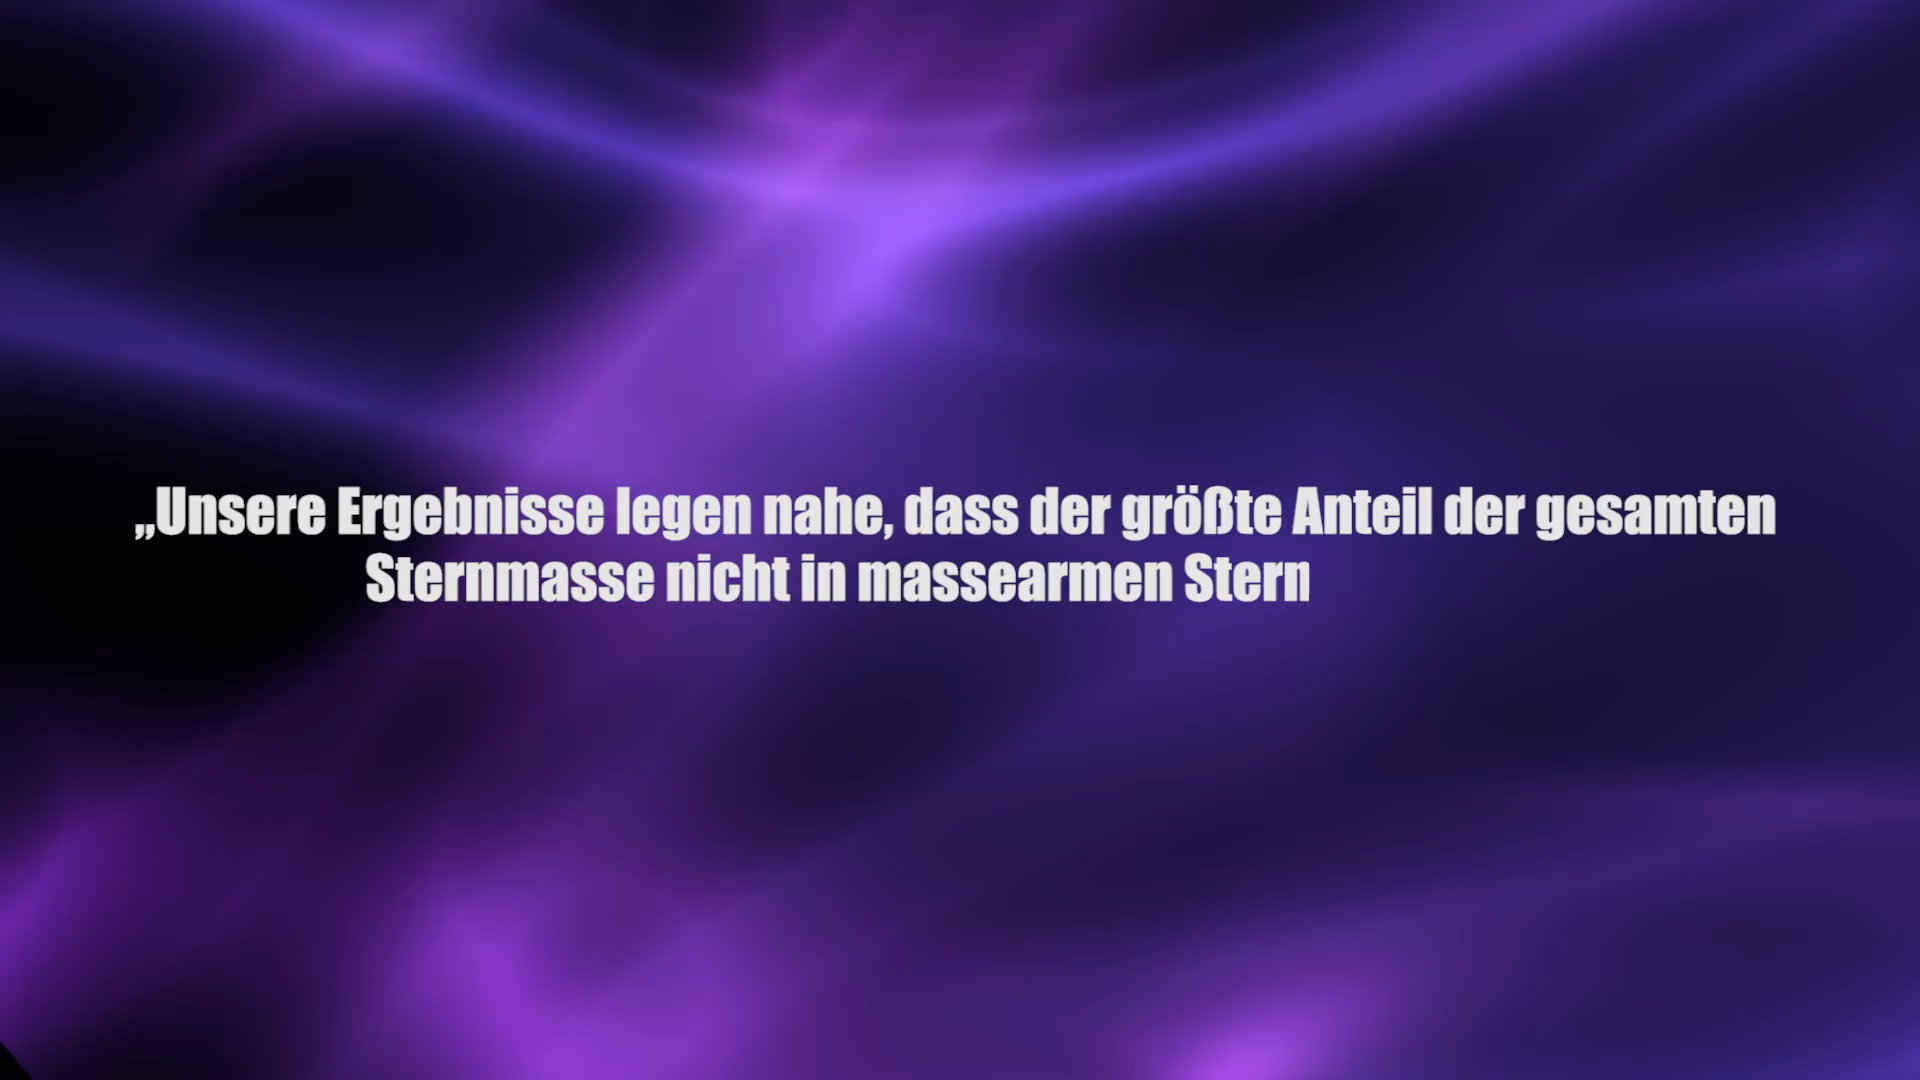 „Unsere Ergebnisse legen nahe, dass der größte Anteil der gesamten
Sternmasse nicht in massearmen Stern